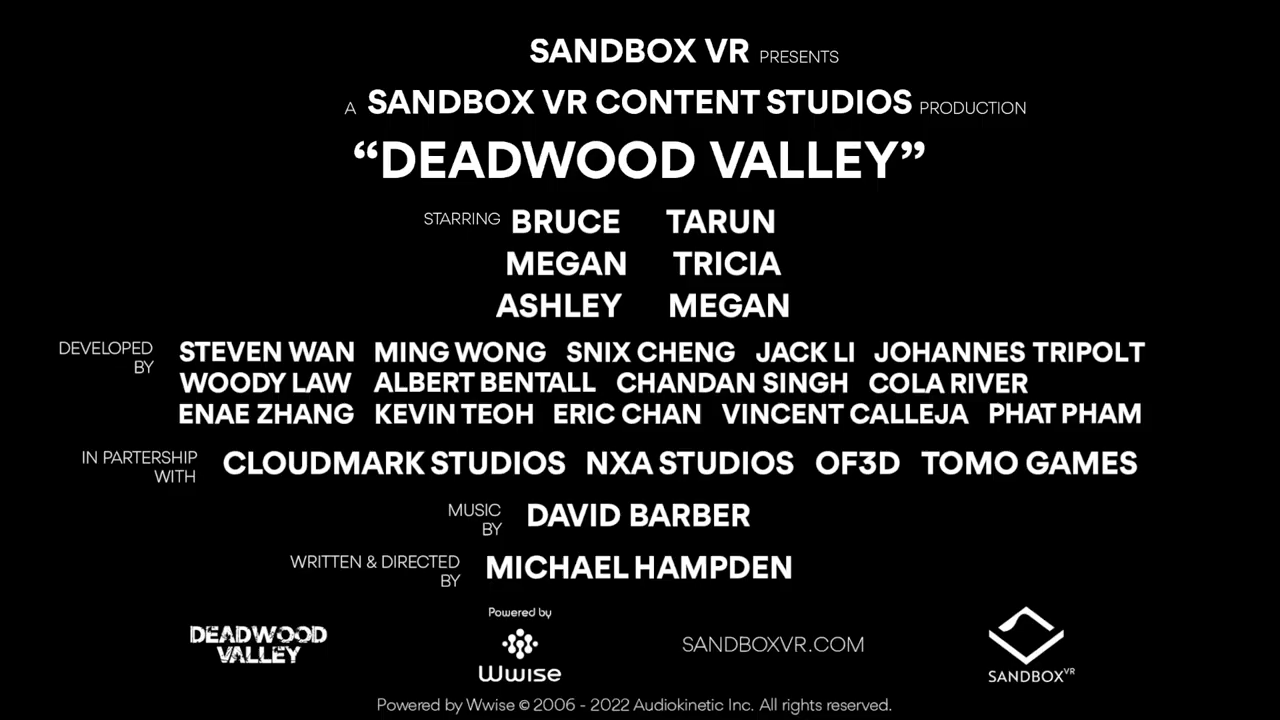 SANDBOX VR PRESENTS
A SANDBOX VR CONTENT STUDIOS PRODUCTION
“DEADWOOD VALLEY”
STARRING BRUCE TARUN
MEGAN TRICIA
ASHLEY MEGAN
DEVELOPED BY STEVEN WAN MING WONG SNIX CHENG JACK LI JOHANNES TRIPOLT
WOODY LAW ALBERT BENTALL CHANDAN SINGH COLA RIVER
ENAE ZHANG KEVIN TEOH ERIC CHAN VINCENT CALLEJA PHAT PHAM
IN PARTERSHIP WITH CLOUDMARK STUDIOS NXA STUDIOS OF3D TOMO GAMES
MUSIC BY DAVID BARBER
WRITTEN & DIRECTED BY MICHAEL HAMPDEN
DEADWOOD
VALLEY
Powered by
Wwise
SANDBOXVR.COM
SANDBOX VR
Powered by Wwise © 2006 - 2022 Audiokinetic Inc. All rights reserved.